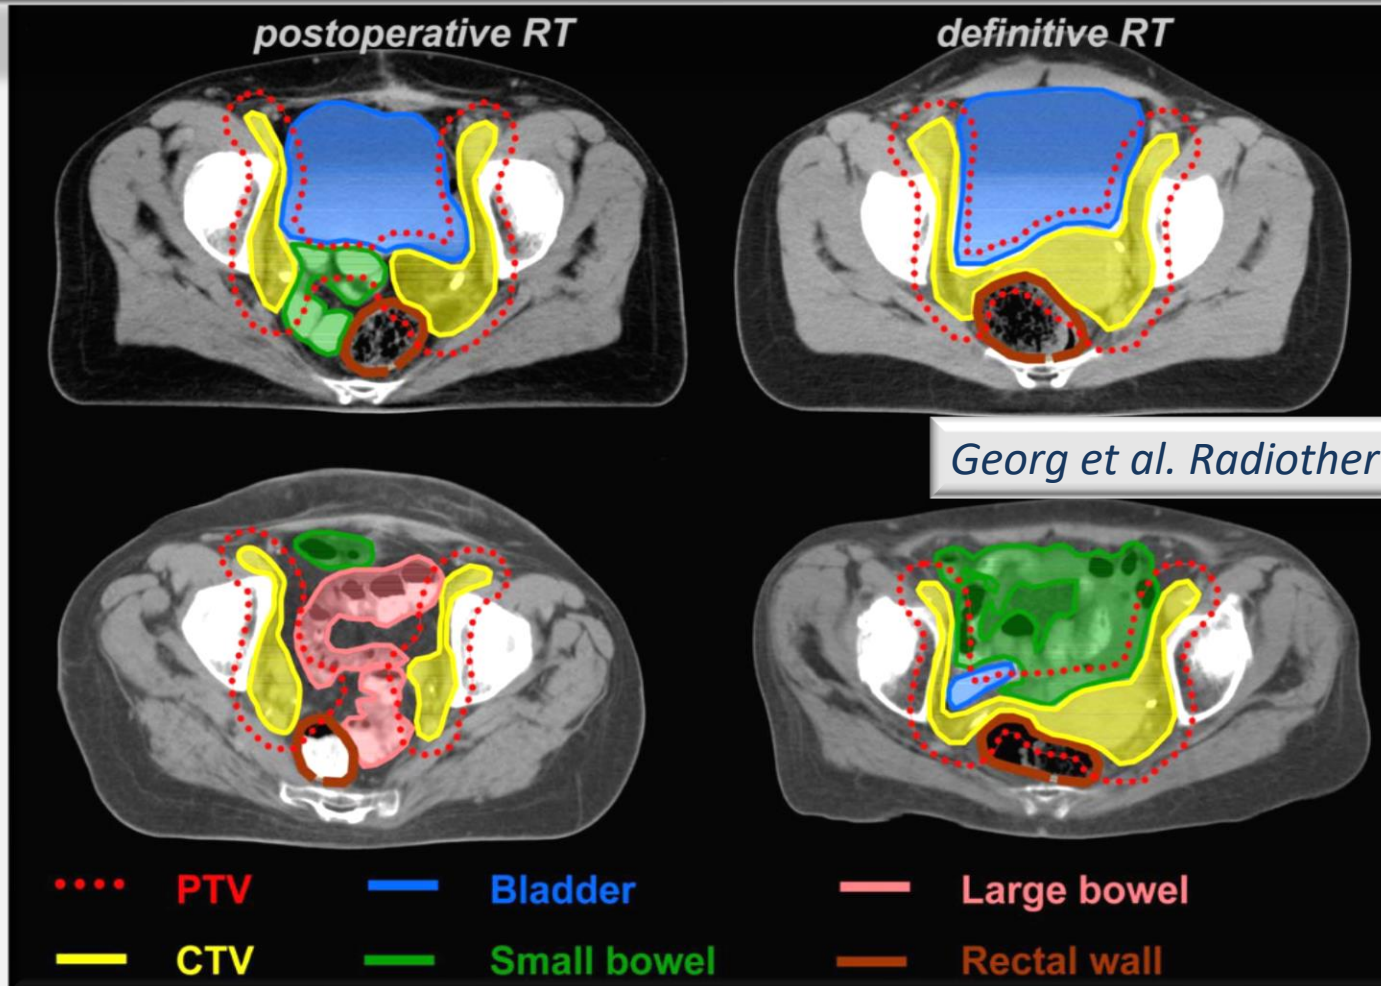 postoperative RT
definitive RT
Georg et al. Radiother
PTV
Bladder
Large bowel
CTV
Small bowel
Rectal wall